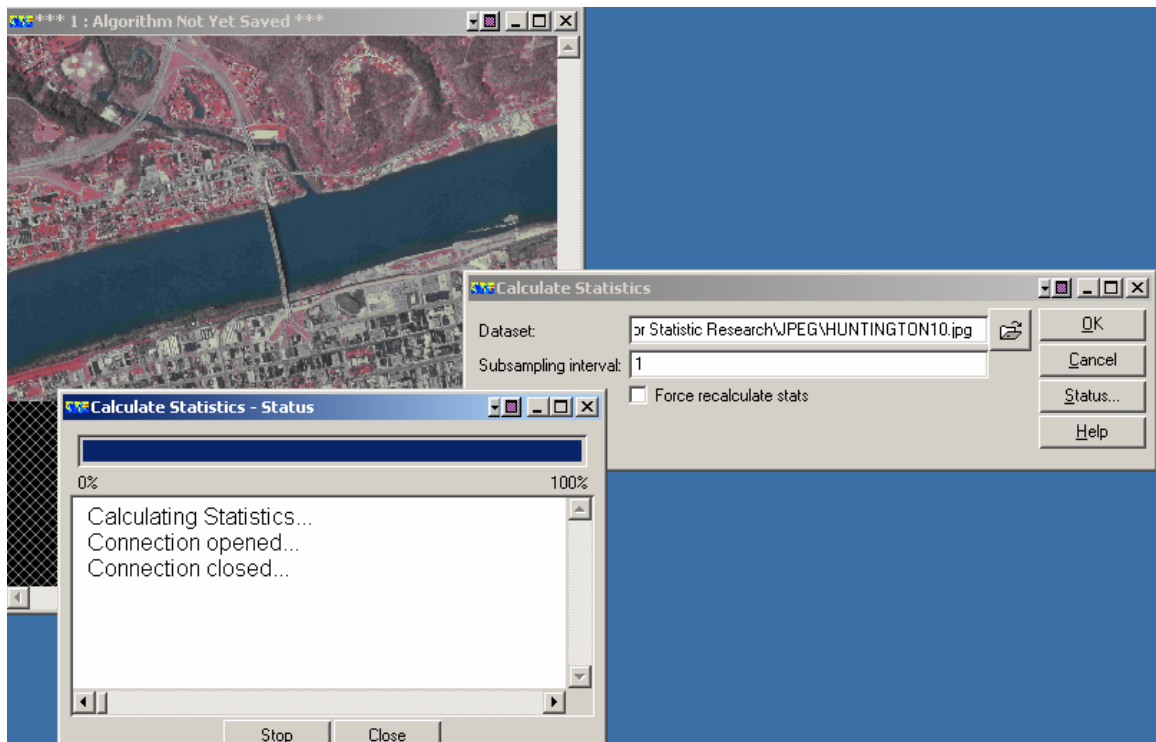 *** 1 : Algorithm Not Yet Saved ***
Calculate Statistics
Dataset:
or Statistic Research\JPEG\HUNTINGTON10.jpg
OK
Subsampling interval:
1
Cancel
Force recalculate stats
Status...
Help
Calculate Statistics - Status
0%
100%
Calculating Statistics...
Connection opened...
Connection closed...
Stop
Close